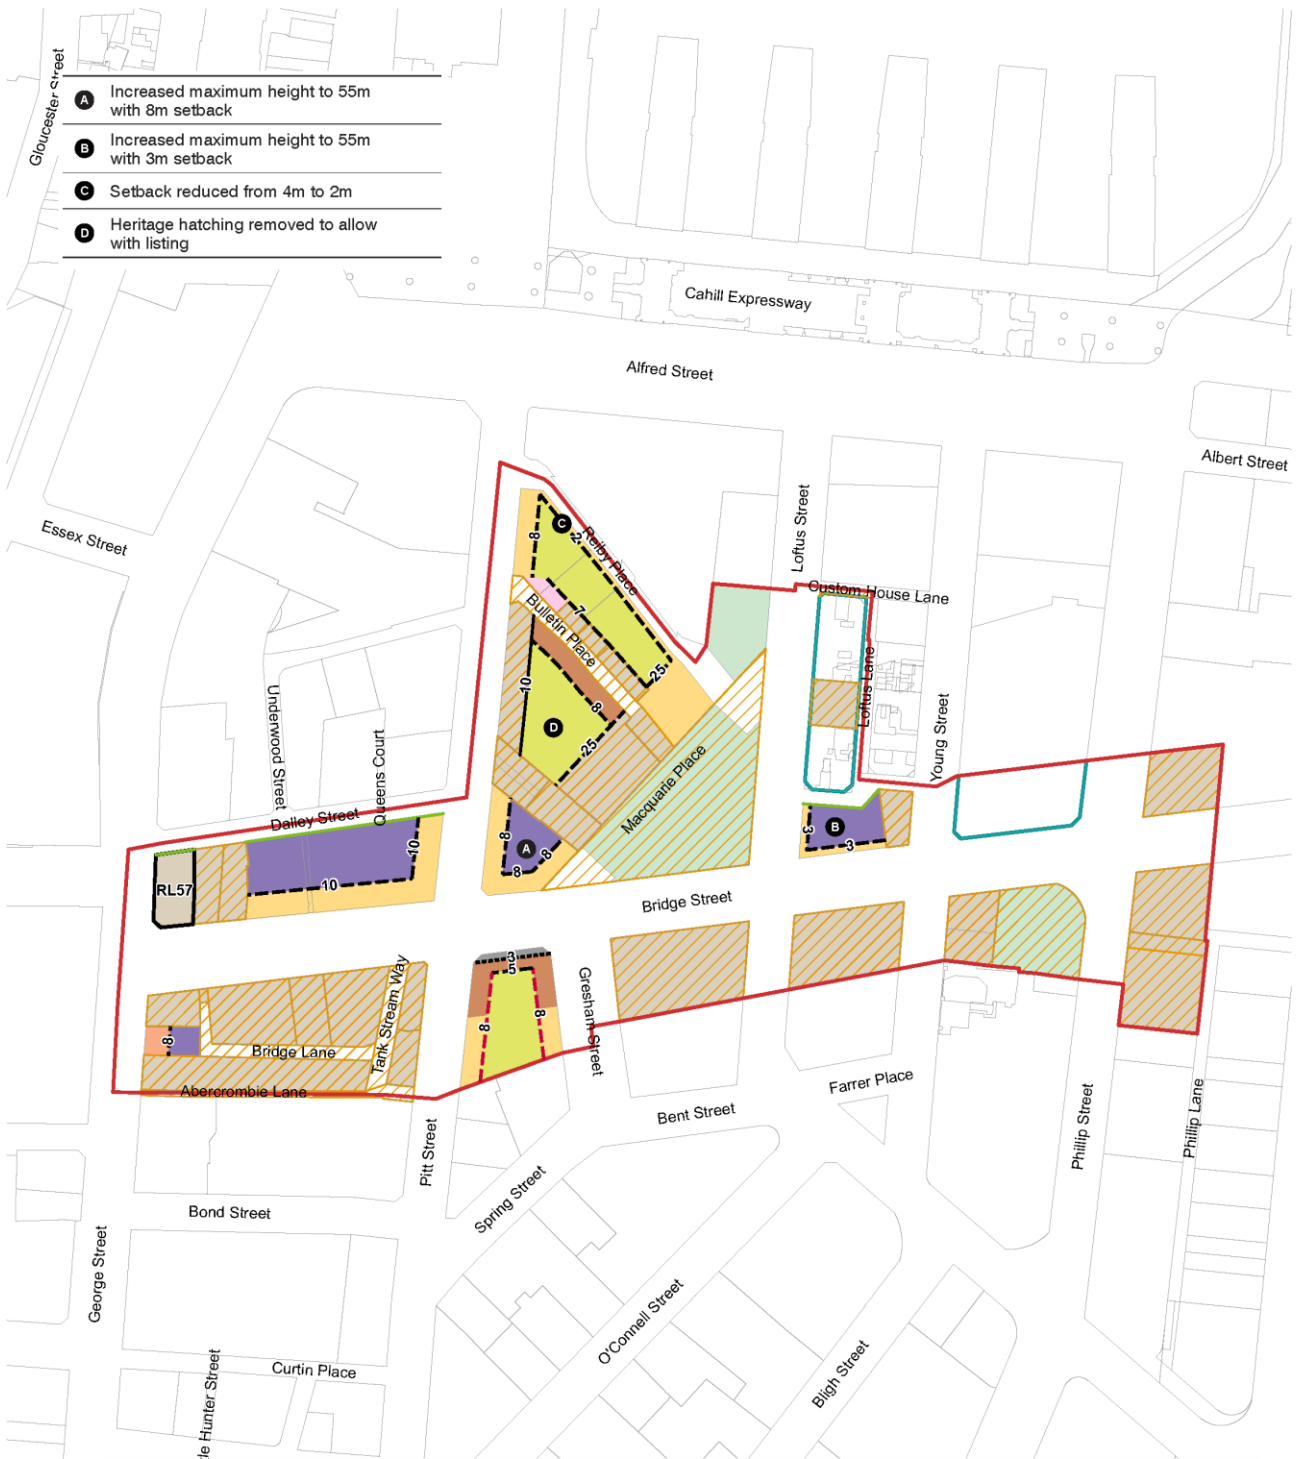 Gloucester Street
A Increased maximum height to 55m
with 8m setback
B Increased maximum height to 55m
with 3m setback
C Setback reduced from 4m to 2m
D Heritage hatching removed to allow
with listing
Cahill Expressway
Alfred Street
Albert Street
Essex Street
Loftus Street
C
8
2
Reiby Place
Custom House Lane
7
Bulletin Place
25
10
8
D
25
Loftus Lane
Young Street
Underwood Street
Queens Court
Macquarie Place
Dalley Street
8
A
8
8
3
B
3
10
10
RL57
Bridge Street
3
5
8
8
Gresham Street
Tank Stream Way
8
Bridge Lane
Abercrombie Lane
Farrer Place
Bent Street
Pitt Street
Phillip Street
Phillip Lane
Spring Street
Bond Street
George Street
O'Connell Street
Bligh Street
Curtin Place
le Hunter Street